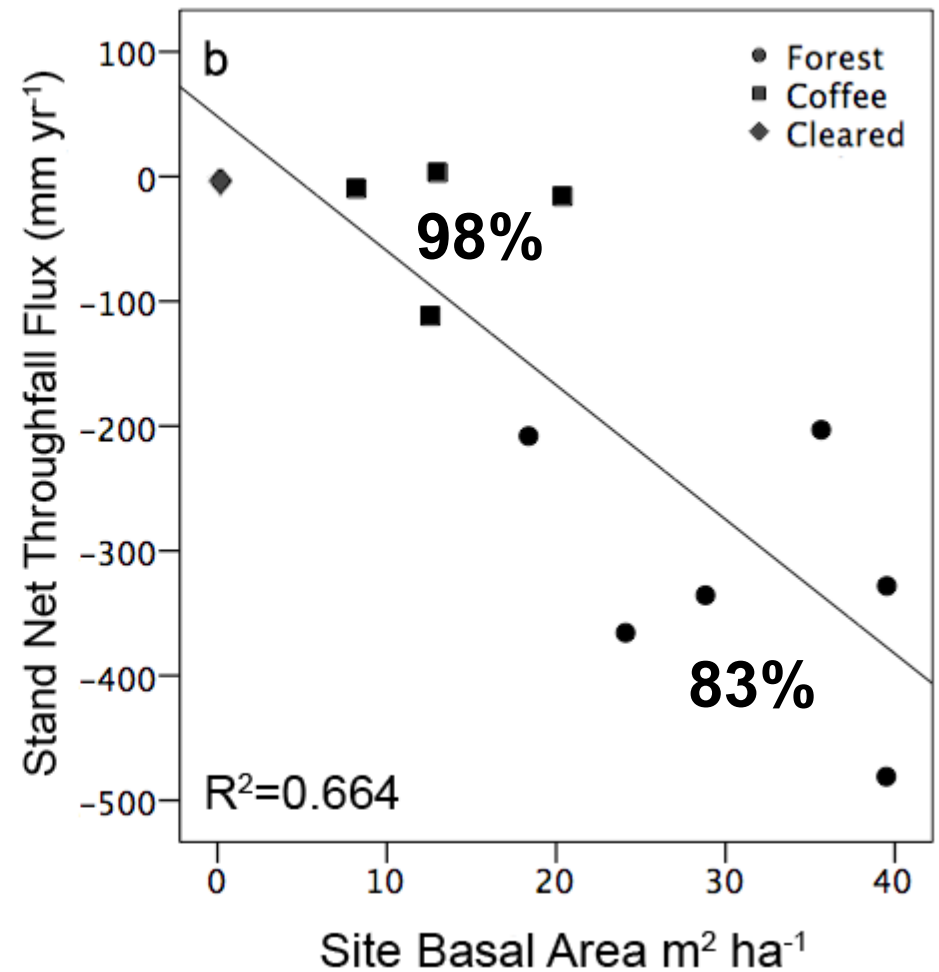 b
Forest
Coffee
Cleared
100
0
−100
−200
−300
−400
−500
Stand Net Throughfall Flux (mm yr⁻¹)
98%
83%
R²=0.664
0 10 20 30 40
Site Basal Area m² ha⁻¹